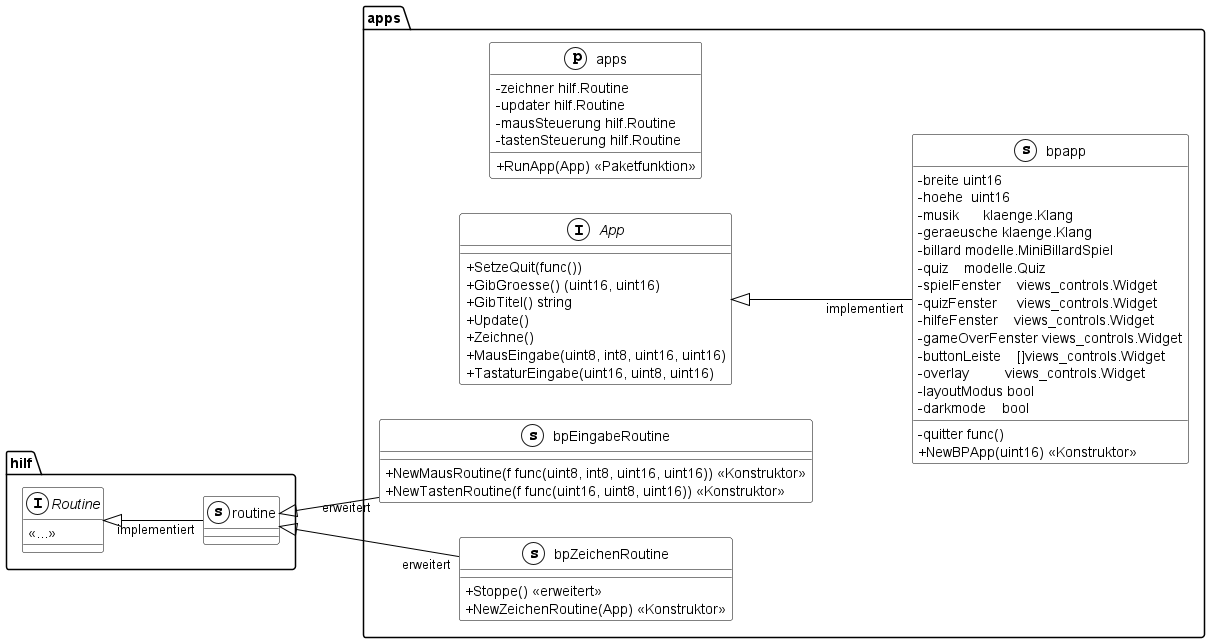 apps
P apps
-zeichner hilf.Routine
-updater hilf.Routine
-mausSteuerung hilf.Routine
-tastenSteuerung hilf.Routine
+RunApp(App) «Paketfunktion»
I App
+SetzeQuit(func())
+GibGroesse() (uint16, uint16)
+GibTitel() string
+Update()
+Zeichne()
+MausEingabe(uint8, int8, uint16, uint16)
+TastaturEingabe(uint16, uint8, uint16)
implementiert
s bpapp
-breite uint16
-hoehe uint16
-musik klaenge.Klang
-geraeusche klaenge.Klang
-billard modelle.MiniBillardSpiel
-quiz modelle.Quiz
-spielFenster views_controls.Widget
-quizFenster views_controls.Widget
-hilfeFenster views_controls.Widget
-gameOverFenster views_controls.Widget
-buttonLeiste []views_controls.Widget
-overlay views_controls.Widget
-layoutModus bool
-darkmode bool
-quitter func()
+NewBPApp(uint16) «Konstruktor»
s bpEingabeRoutine
+NewMausRoutine(f func(uint8, int8, uint16, uint16)) «Konstruktor»
+NewTastenRoutine(f func(uint16, uint8, uint16)) «Konstruktor»
hilf
I Routine
«...»
implementiert
s routine
erweitert
erweitert
s bpZeichenRoutine
+Stoppe() «erweitert»
+NewZeichenRoutine(App) «Konstruktor»